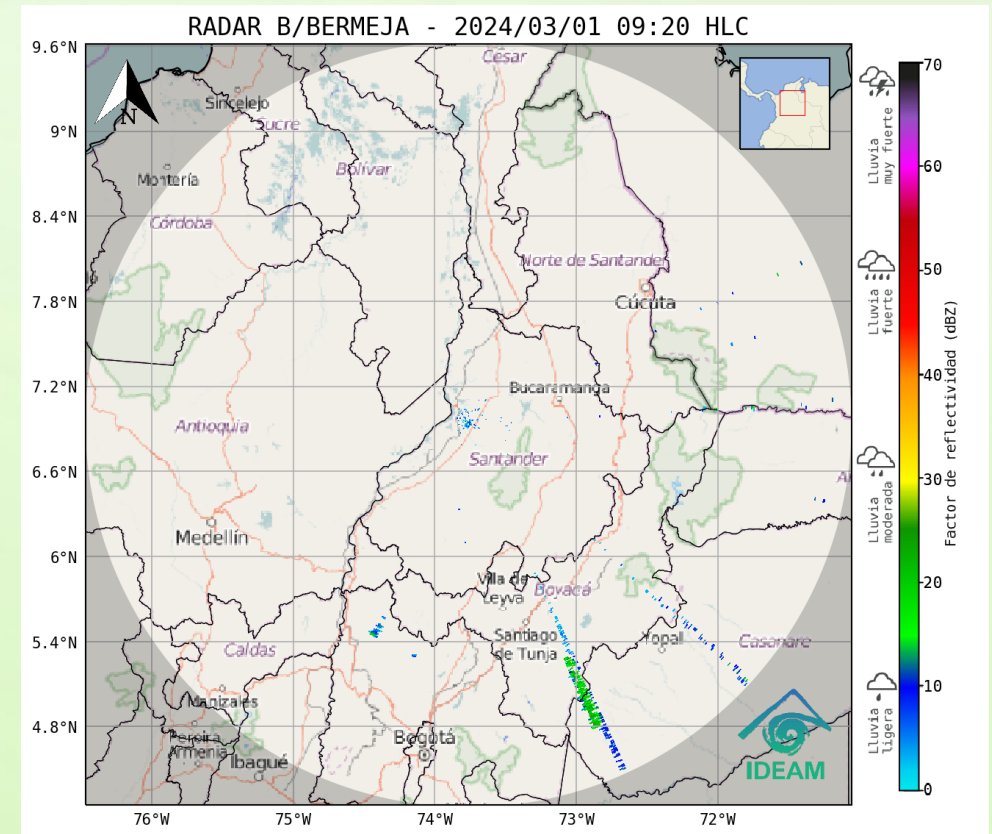 RADAR B/BERMEJA - 2024/03/01 09:20 HLC
9.6°N
9°N
8.4°N
7.8°N
7.2°N
6.6°N
6°N
5.4°N
4.8°N
76°W
75°W
74°W
73°W
72°W
N
Cesar
Sincelejo
Sucre
Bolívar
Montería
Córdoba
Norte de Santander
Cúcuta
Bucaramanga
Antioquia
Santander
Medellín
Villa de
Leyva
Boyacá
Santiago
de Tunja
Yopal
Casanare
Caldas
Manizales
Pereira
Armenia
Ibagué
Bogotá
IDEAM
Lluvia
muy fuerte
Lluvia
fuerte
Lluvia
moderada
Lluvia
ligera
70
60
50
40
30
20
10
0
Factor de reflectividad (dBZ)